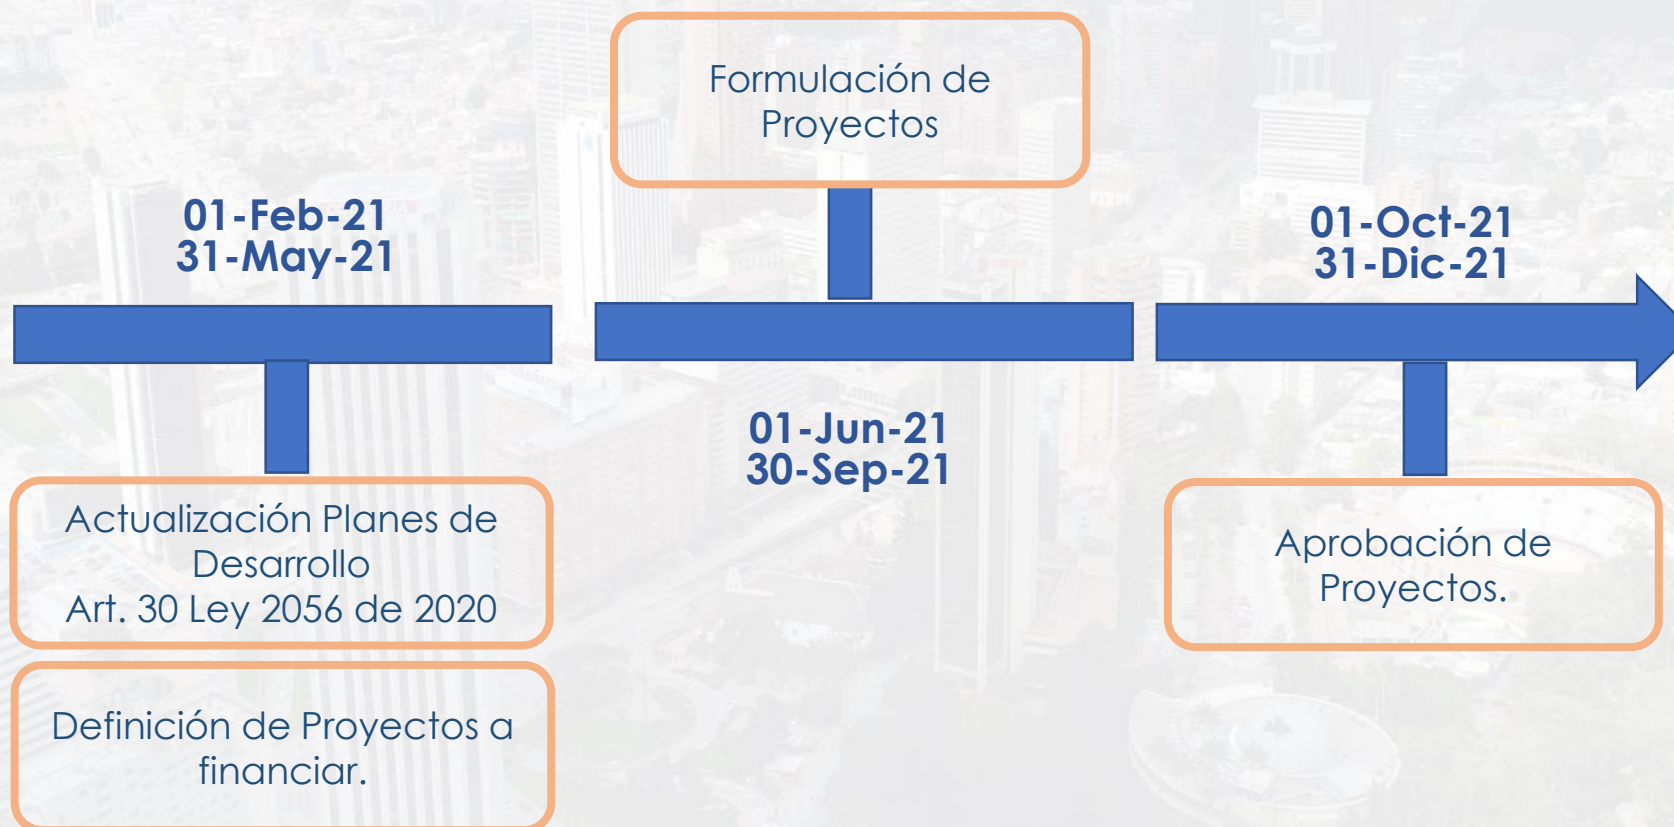 Formulación de
Proyectos
01-Feb-21
31-May-21
01-Oct-21
31-Dic-21
01-Jun-21
30-Sep-21
Actualización Planes de
Desarrollo
Art. 30 Ley 2056 de 2020
Aprobación de
Proyectos.
Definición de Proyectos a
financiar.